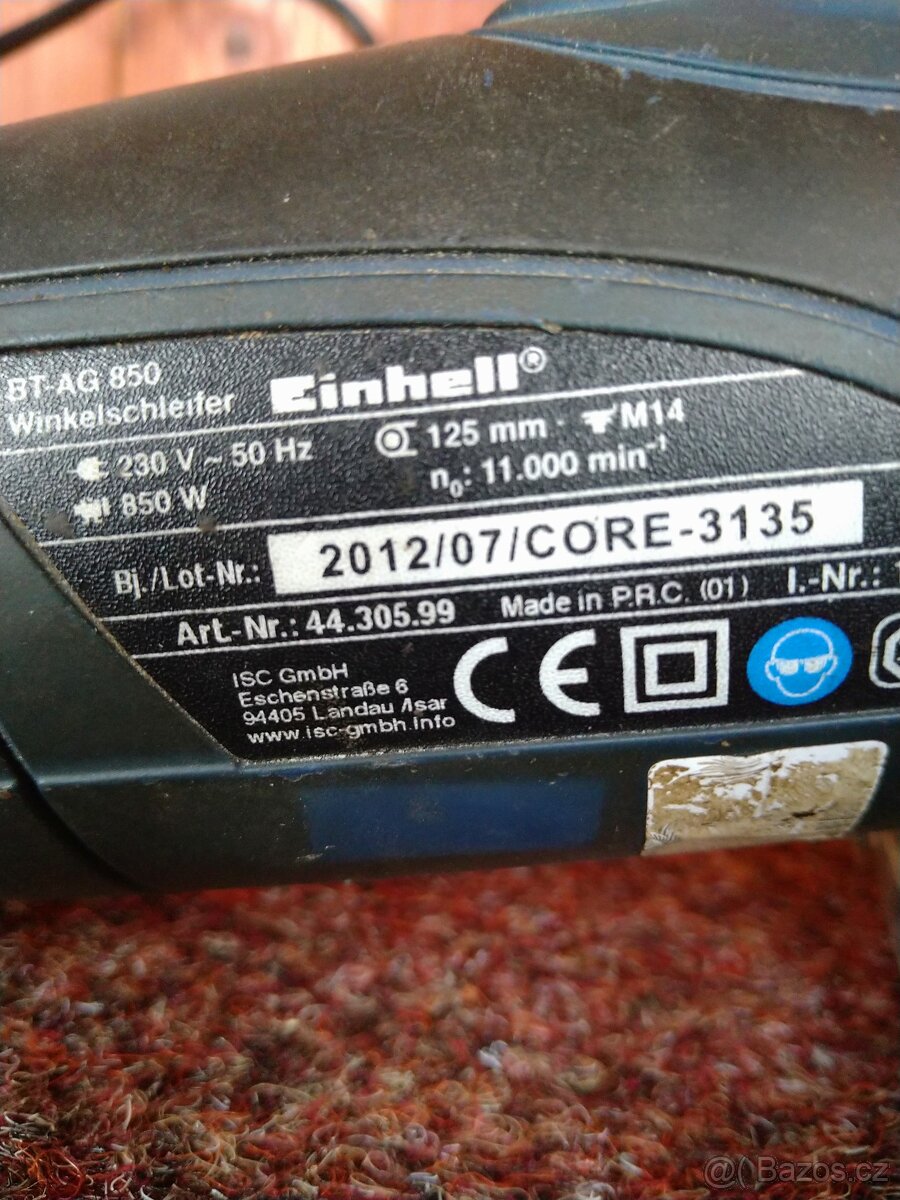 BT-AG 850
Winkelschleifer
Einhell®
230 V ~ 50 Hz
125 mm · M14
850 W
n₀: 11.000 min⁻¹
Bj./Lot-Nr.: 2012/07/CORE-3135
Art.-Nr.: 44.305.99 Made in P.R.C. (01) I.-Nr.:
ISC GmbH
Eschenstraße 6
94405 Landau/Isar
www.isc-gmbh.info
CE
@ Bazos.cz